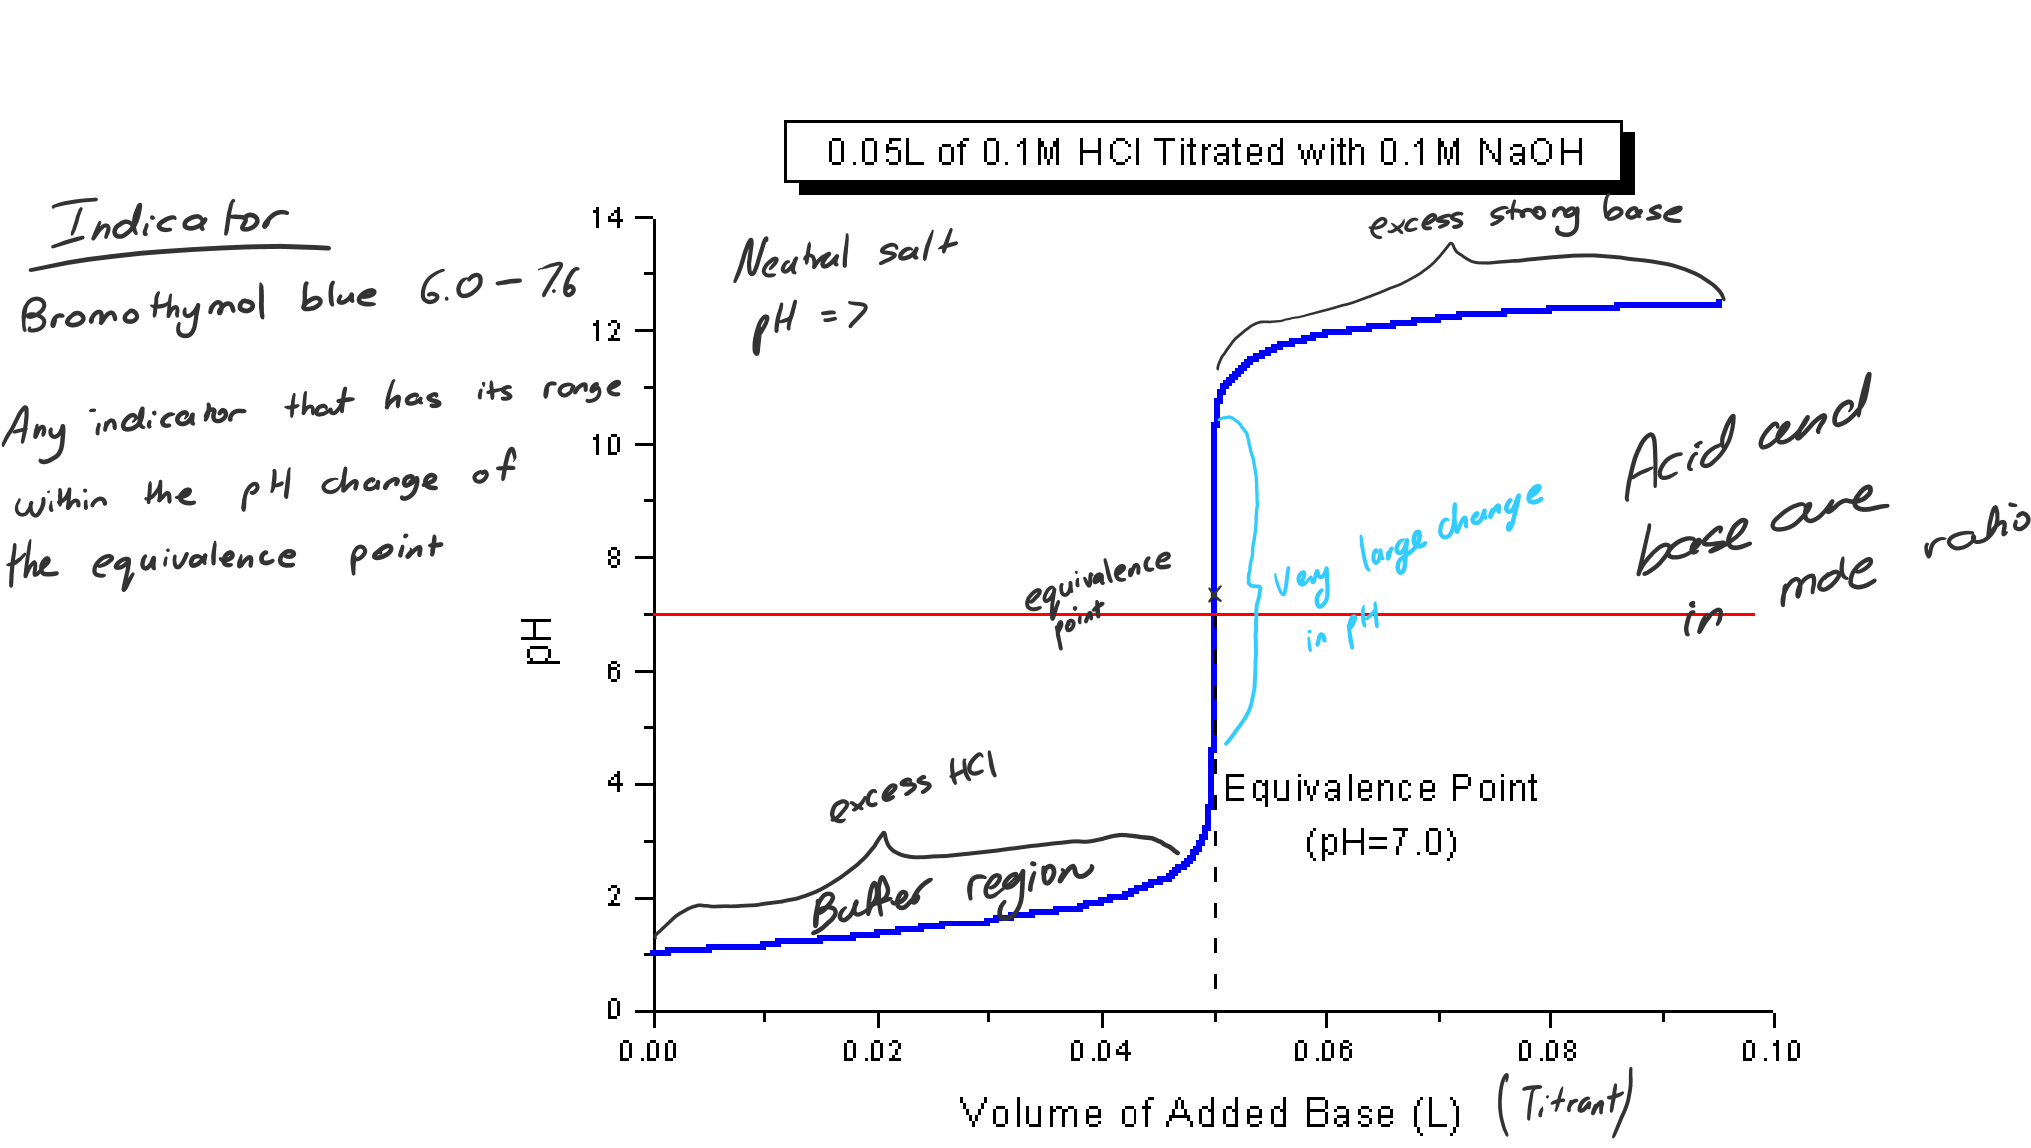 0.05L of 0.1M HCl Titrated with 0.1M NaOH
Indicator
Bromothymol blue 6.0 - 7.6
Any indicator that has its range
within the pH change of
the equivalence point
Neutral salt
pH = 7
excess strong base
Acid and
base are
in mole ratio
very large change
in pH
equivalence
point
excess HCl
Buffer region
Equivalence Point
(pH=7.0)
pH
14
12
10
8
6
4
2
0
0.00 0.02 0.04 0.06 0.08 0.10
Volume of Added Base (L) (Titrant)